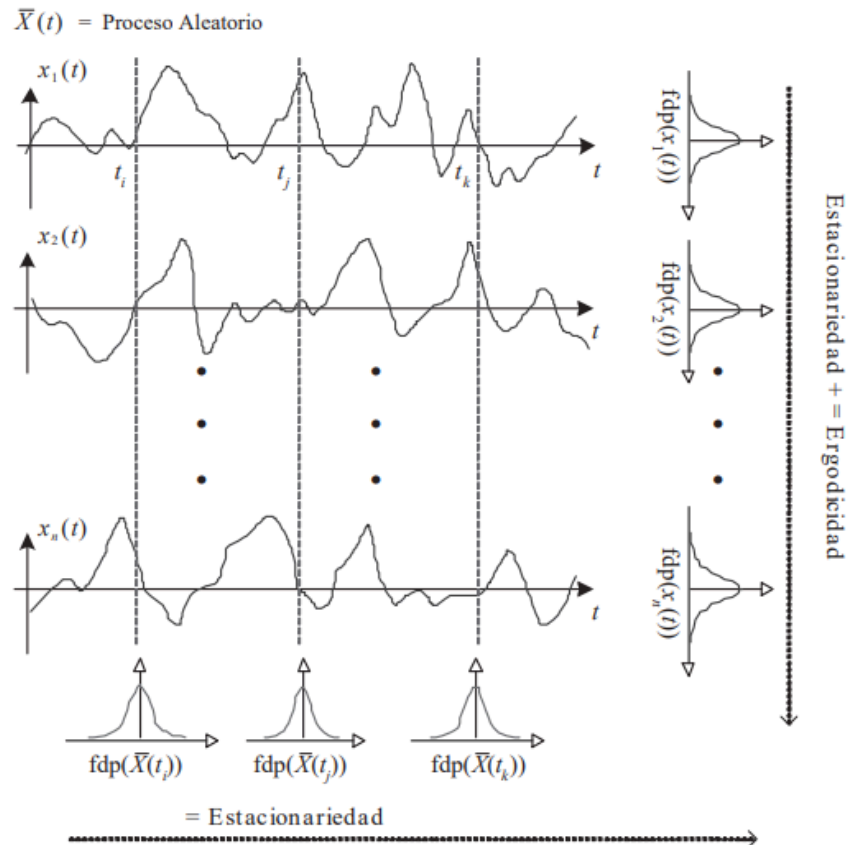 X̅(t) = Proceso Aleatorio
x₁(t)
tᵢ
tⱼ
tₖ
t
fdp(x₁(t))
x₂(t)
t
fdp(x₂(t))
xₙ(t)
t
fdp(xₙ(t))
fdp(X̅(tᵢ))
fdp(X̅(tⱼ))
fdp(X̅(tₖ))
= Estacionariedad
Estacionariedad + = Ergodicidad